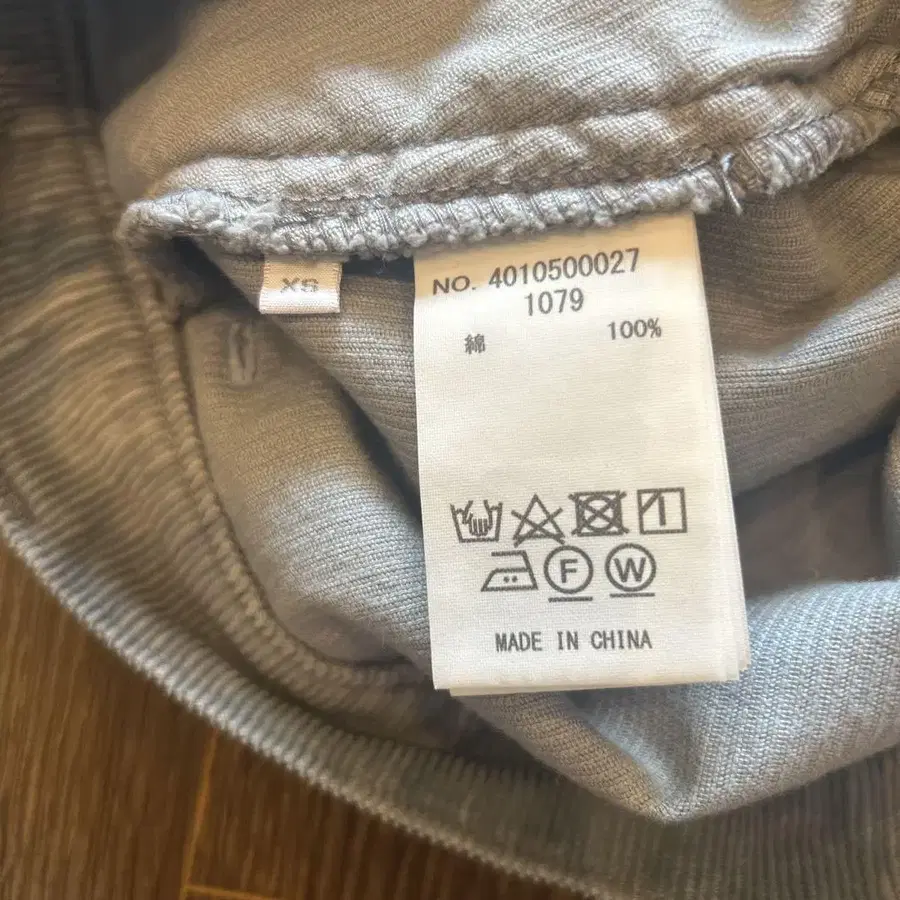 XS
NO. 4010500027
1079
綿 100%
F W
MADE IN CHINA